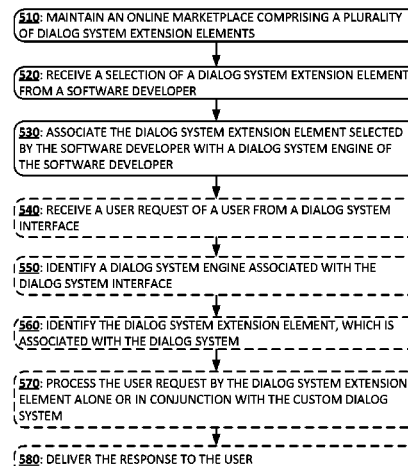 510: MAINTAIN AN ONLINE MARKETPLACE COMPRISING A PLURALITY
OF DIALOG SYSTEM EXTENSION ELEMENTS
520: RECEIVE A SELECTION OF A DIALOG SYSTEM EXTENSION ELEMENT
FROM A SOFTWARE DEVELOPER
530: ASSOCIATE THE DIALOG SYSTEM EXTENSION ELEMENT SELECTED
BY THE SOFTWARE DEVELOPER WITH A DIALOG SYSTEM ENGINE OF
THE SOFTWARE DEVELOPER
540: RECEIVE A USER REQUEST OF A USER FROM A DIALOG SYSTEM
INTERFACE
550: IDENTIFY A DIALOG SYSTEM ENGINE ASSOCIATED WITH THE
DIALOG SYSTEM INTERFACE
560: IDENTIFY THE DIALOG SYSTEM EXTENSION ELEMENT, WHICH IS
ASSOCIATED WITH THE DIALOG SYSTEM
570: PROCESS THE USER REQUEST BY THE DIALOG SYSTEM EXTENSION
ELEMENT ALONE OR IN CONJUNCTION WITH THE CUSTOM DIALOG
SYSTEM
580: DELIVER THE RESPONSE TO THE USER